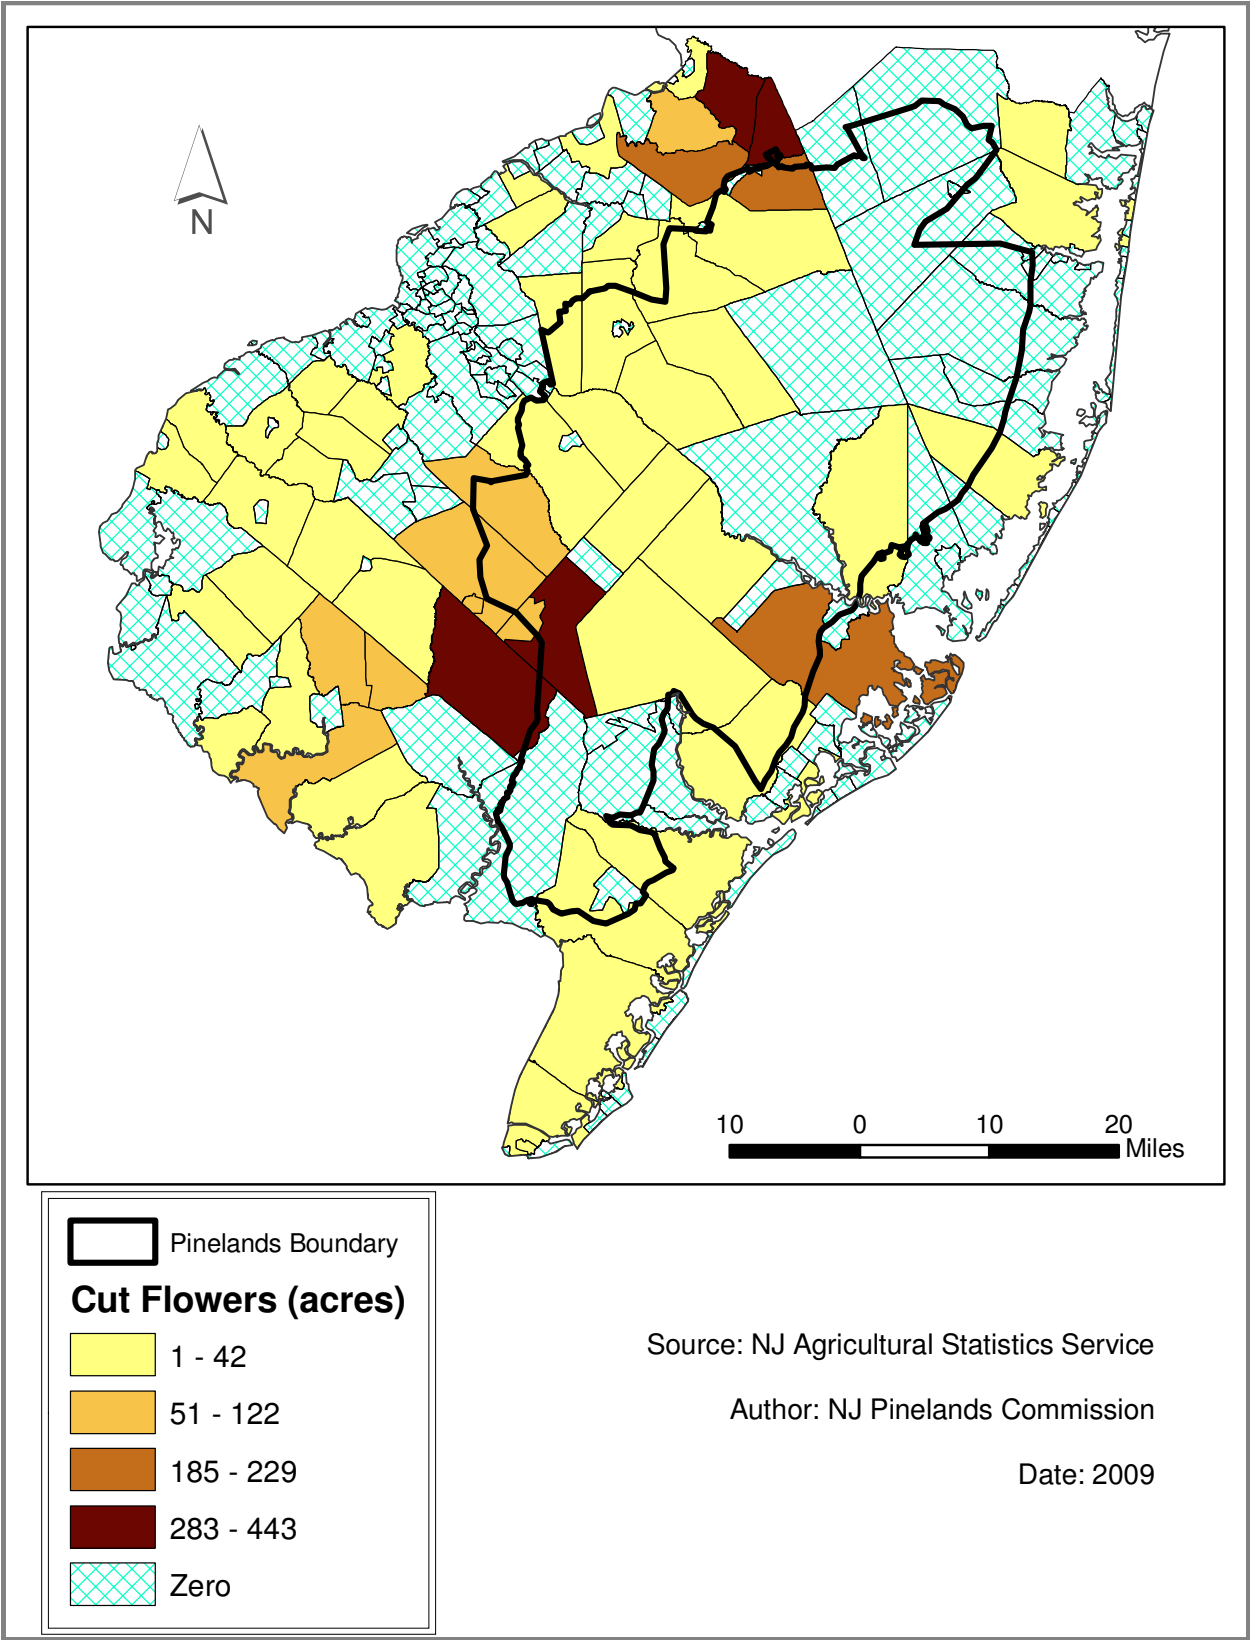 N
10 0 10 20
Miles
Pinelands Boundary
Cut Flowers (acres)
1 - 42
51 - 122
185 - 229
283 - 443
Zero
Source: NJ Agricultural Statistics Service
Author: NJ Pinelands Commission
Date: 2009